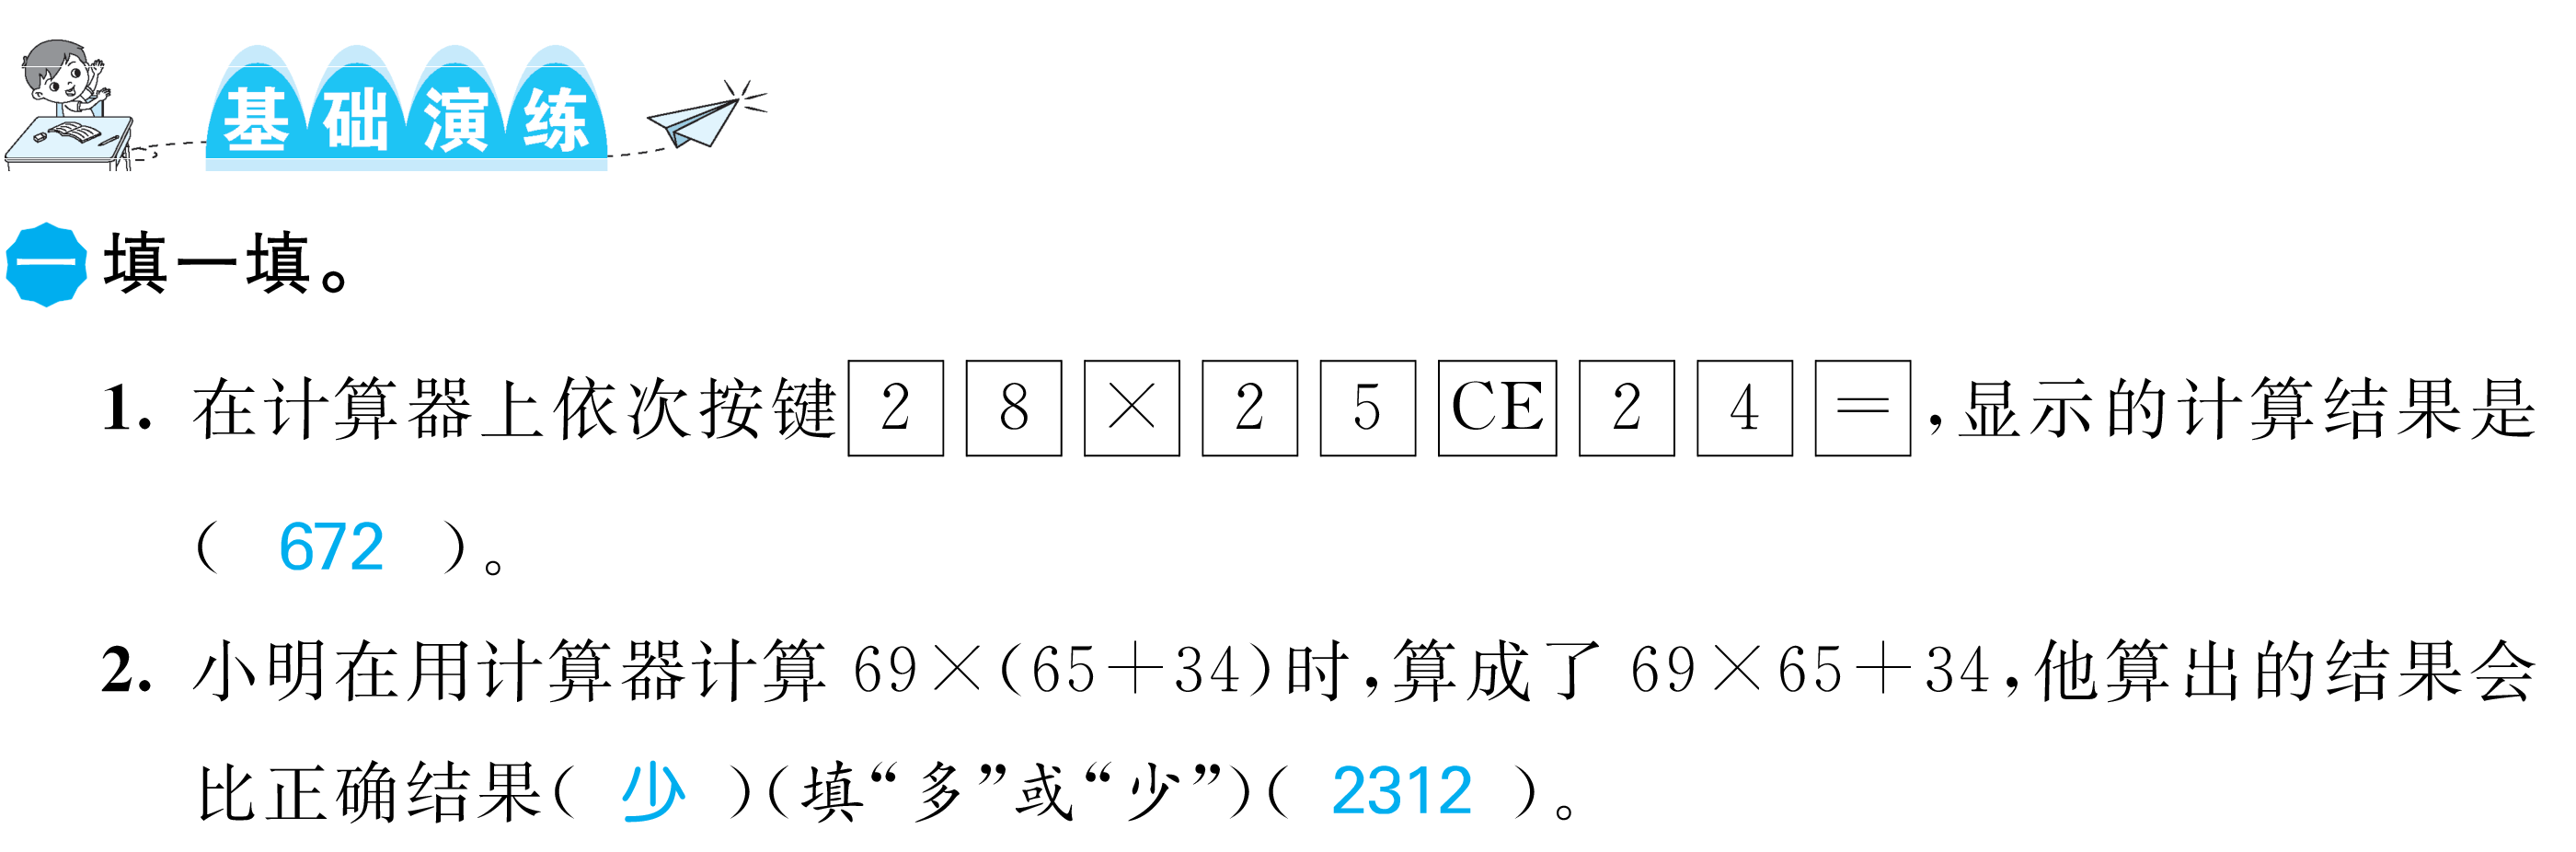 基础演练
一 填一填。
1. 在计算器上依次按键 2 8 × 2 5 CE 2 4 = ,显示的计算结果是
( 672 )。
2. 小明在用计算器计算 69×(65+34)时,算成了 69×65+34,他算出的结果会
比正确结果( 少 )(填“多”或“少”)( 2312 )。